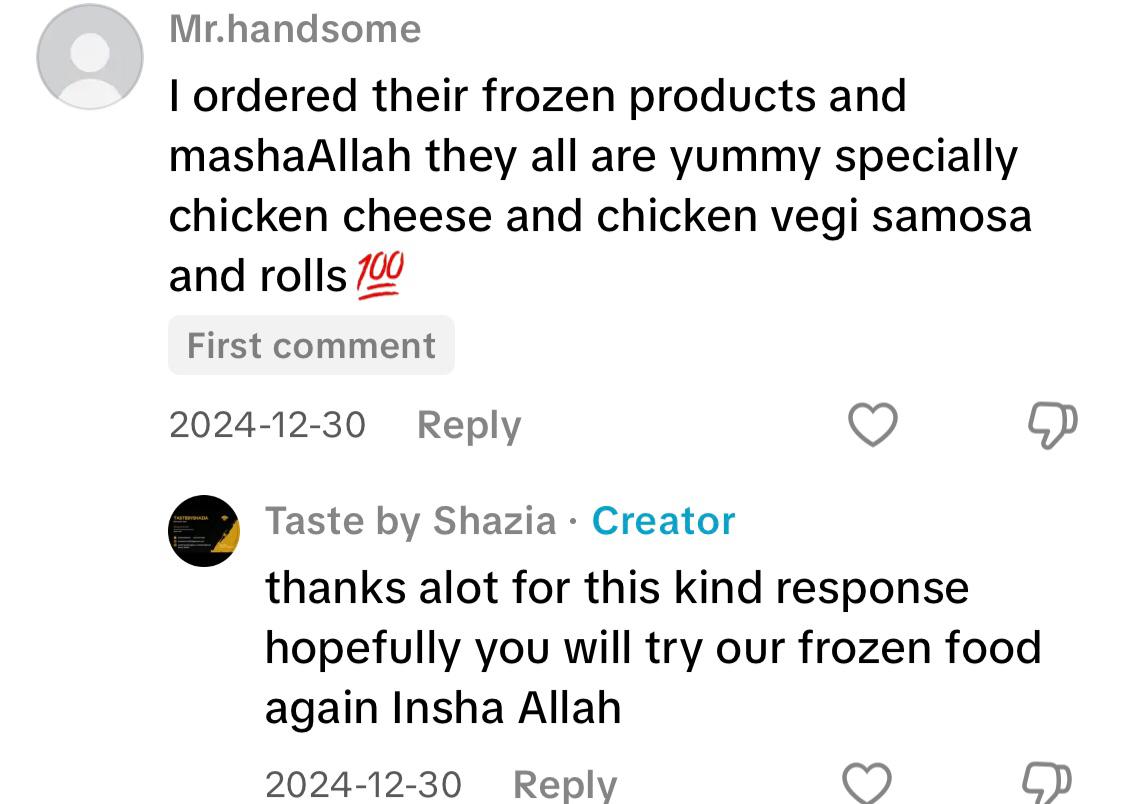 Mr.handsome
I ordered their frozen products and
mashaAllah they all are yummy specially
chicken cheese and chicken vegi samosa
and rolls💯
First comment
2024-12-30 Reply
TASTEBYSHAZIA
Taste by Shazia · Creator
thanks alot for this kind response
hopefully you will try our frozen food
again Insha Allah
2024-12-30 Reply